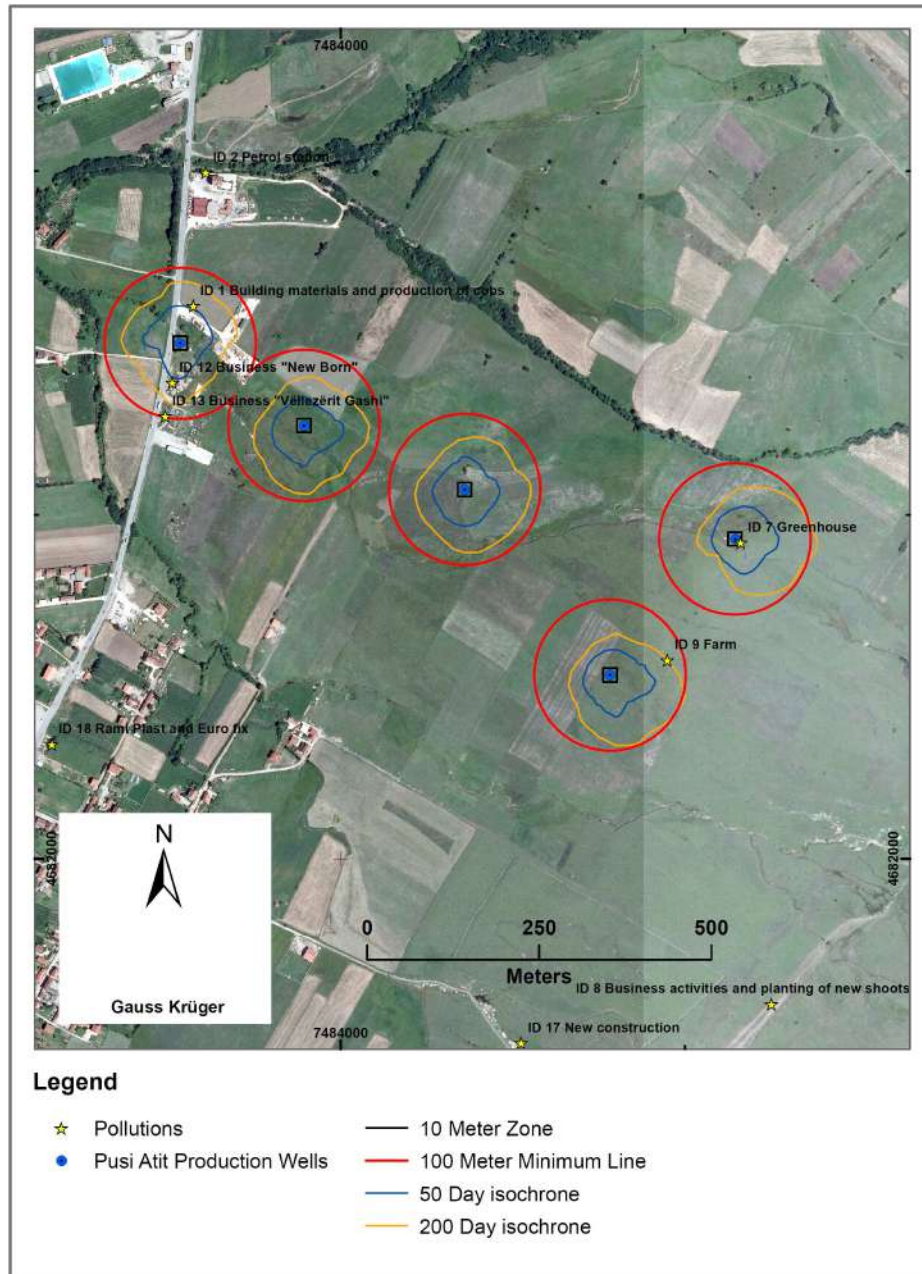 7484000
ID 2 Petrol station
ID 1 Building materials and production of cops
ID 12 Business "New Born"
ID 13 Business "Vëllezërit Gashi"
ID 7 Greenhouse
ID 9 Farm
ID 18 Rami Plast and Euro fix
4682000
4682000
N
Gauss Krüger
0 250 500
Meters
ID 8 Business activities and planting of new shoots
ID 17 New construction
7484000
Legend
Pollutions
Pusi Atit Production Wells
10 Meter Zone
100 Meter Minimum Line
50 Day isochrone
200 Day isochrone